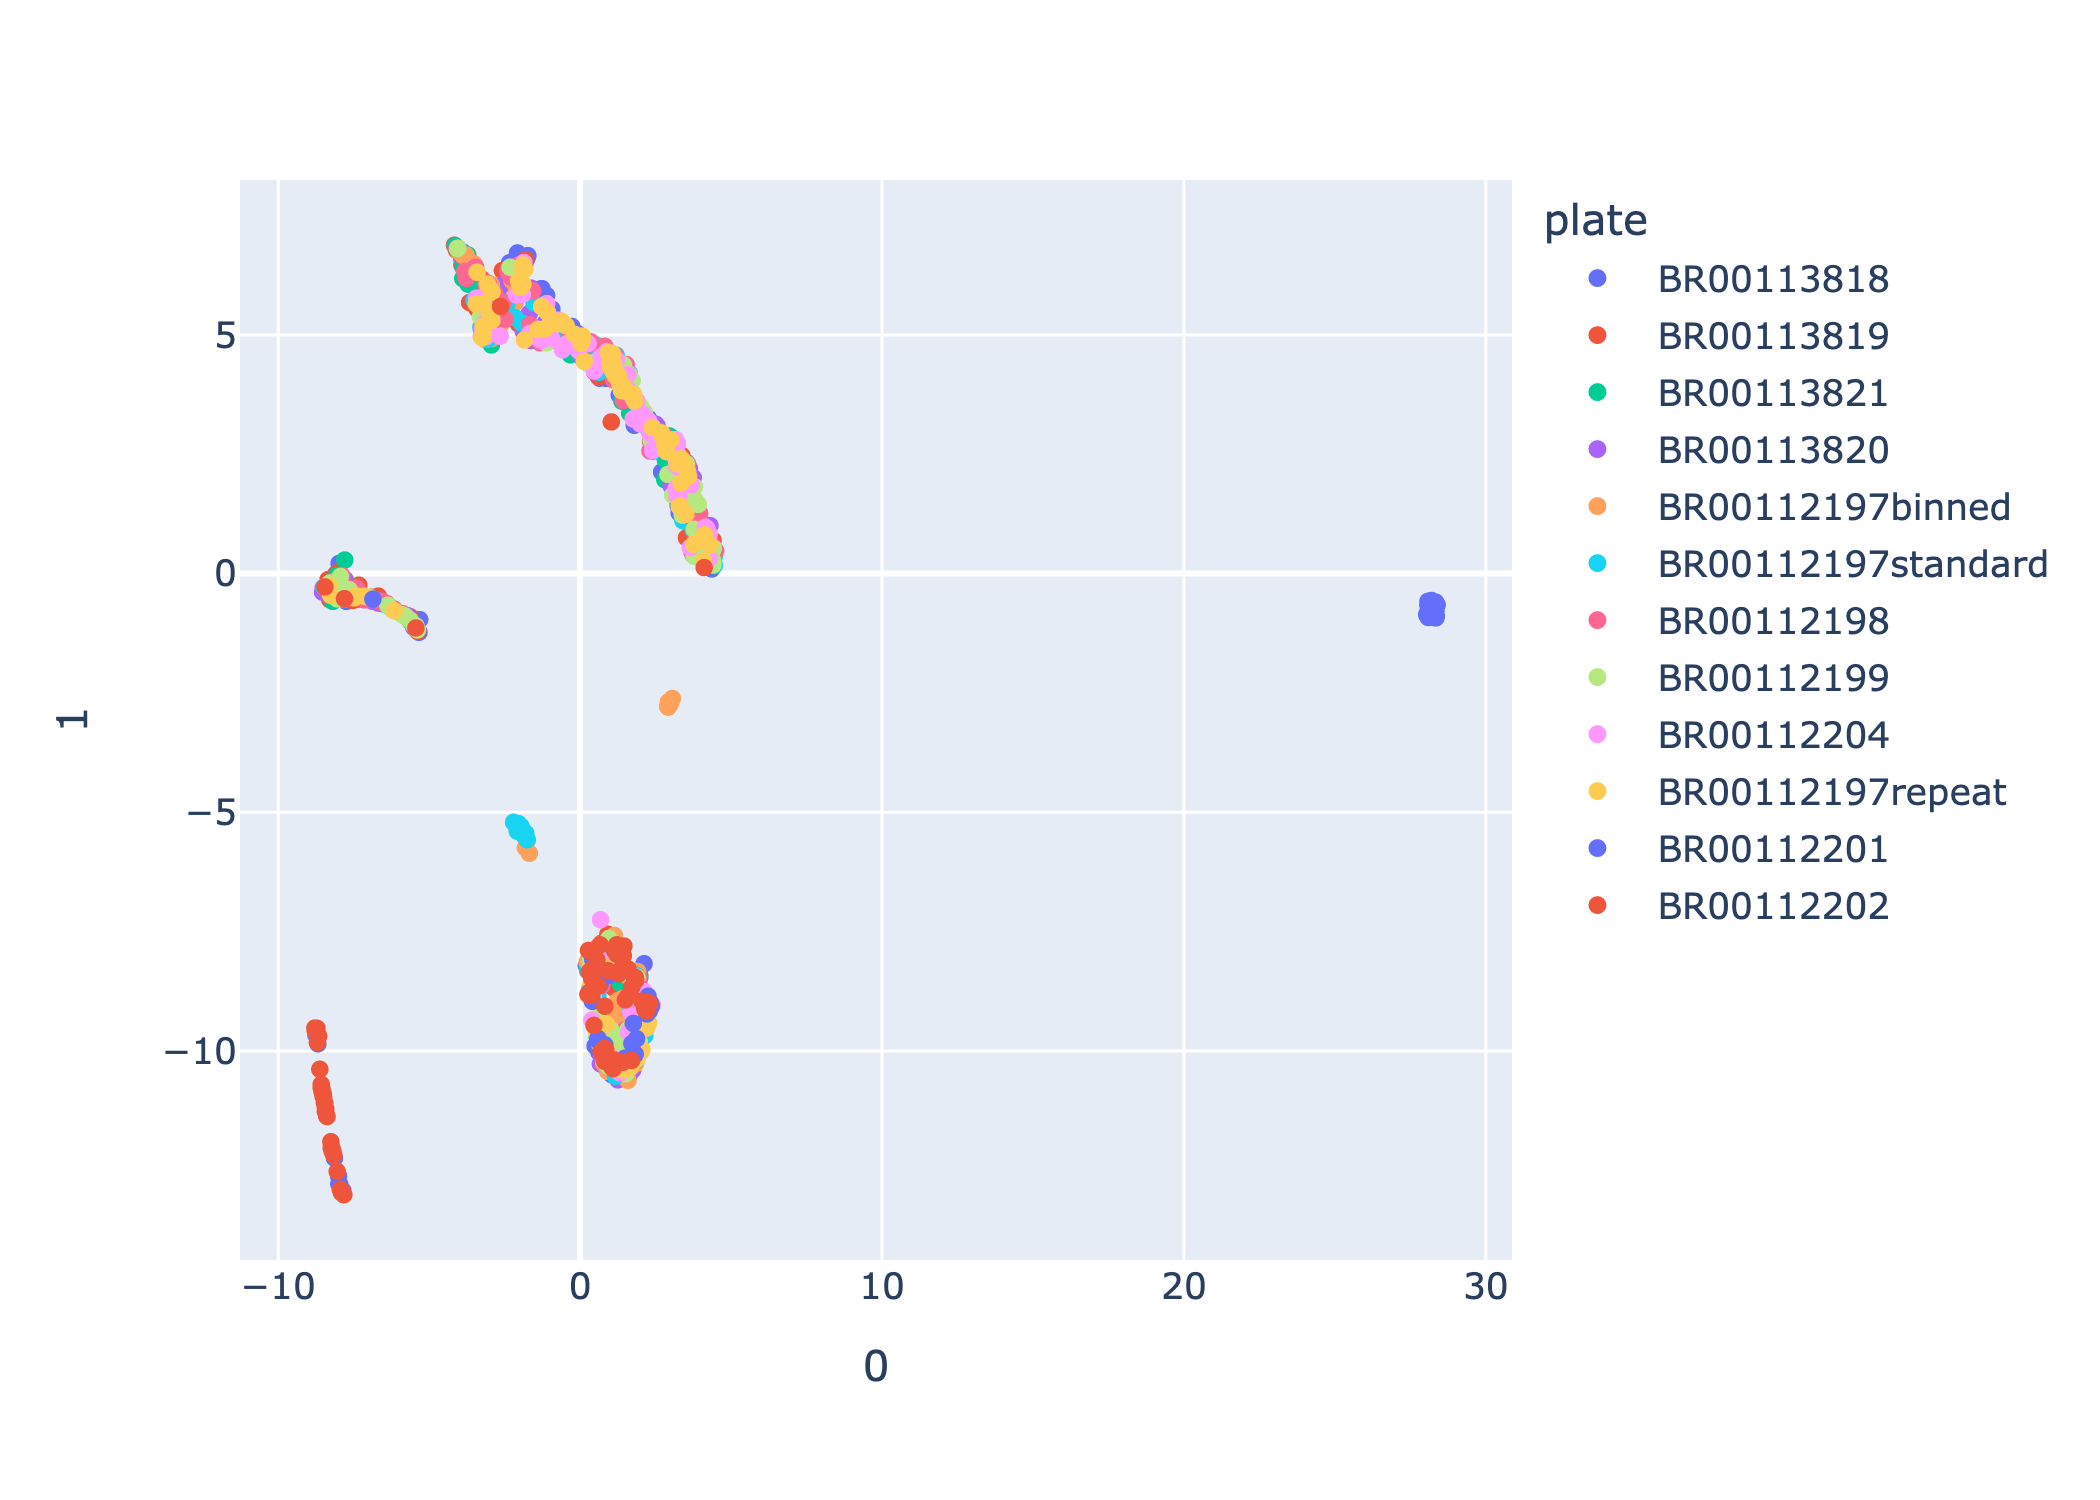 plate
BR00113818
BR00113819
BR00113821
BR00113820
BR00112197binned
BR00112197standard
BR00112198
BR00112199
BR00112204
BR00112197repeat
BR00112201
BR00112202
5
0
−5
−10
1
−10 0 10 20 30
0